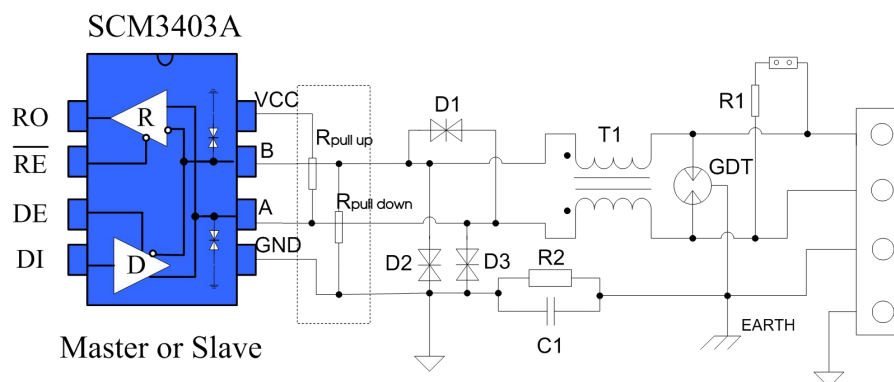 SCM3403A
RO
RE
DE
DI
R
D
VCC
B
A
GND
Rpull up
Rpull down
D1
D2
D3
T1
R2
C1
GDT
R1
EARTH
Master or Slave